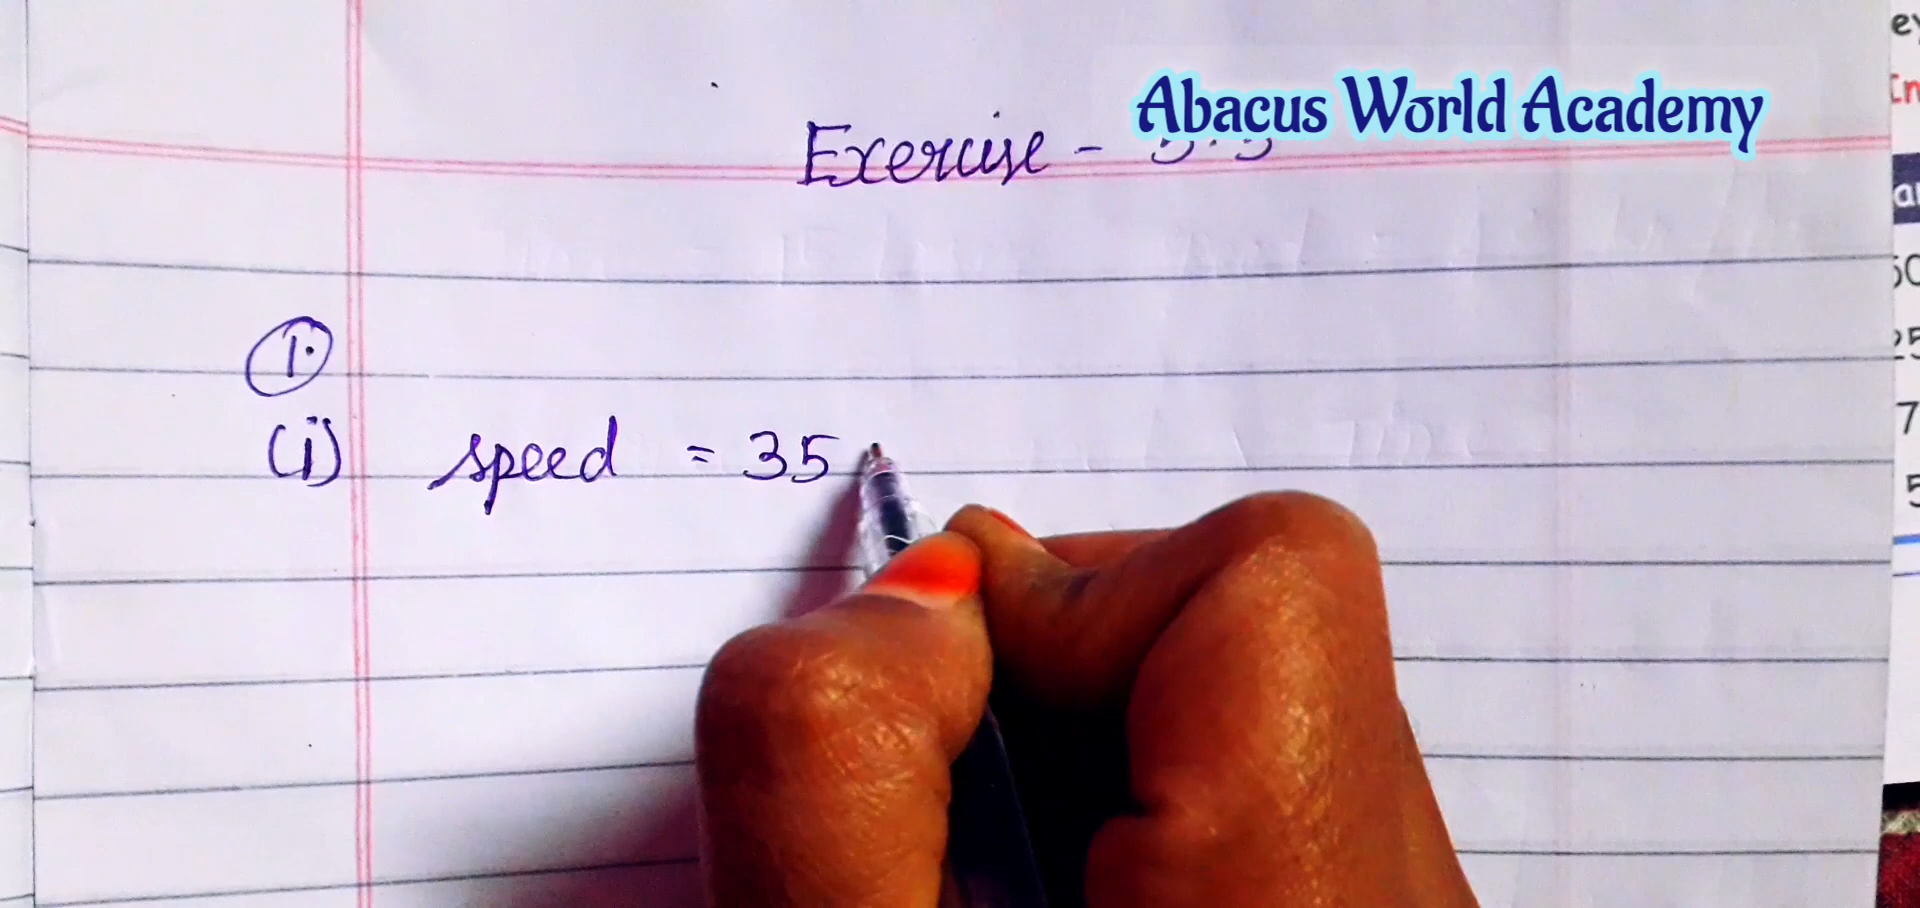 Abacus World Academy
Exercise -
1.
(i) speed = 35